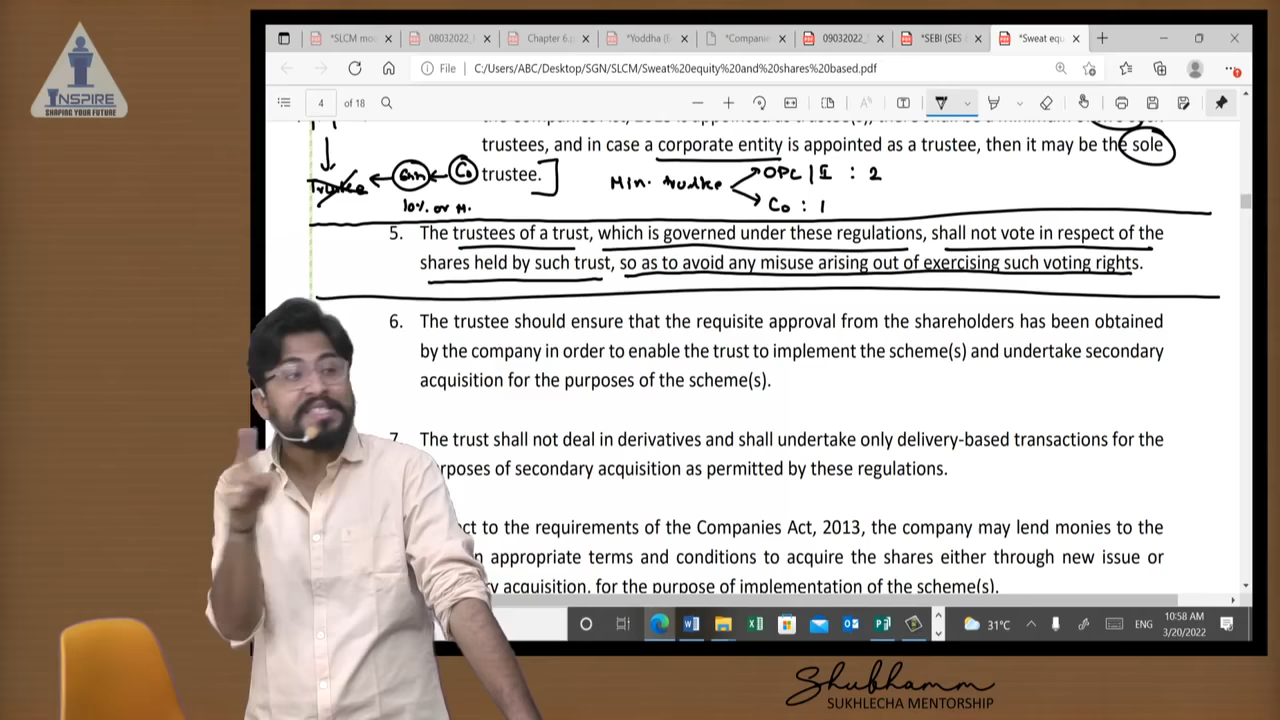 INSPIRE
SHAPING YOUR FUTURE
*SLCM mo
08032022_
Chapter 6.p
*Yoddha (E
*Companie
09032022_
*SEBI (SES
*Sweat equ
File C:/Users/ABC/Desktop/SGN/SLCM/Sweat%20equity%20and%20shares%20based.pdf
4 of 18
trustees, and in case a corporate entity is appointed as a trustee, then it may be the sole
trustee.
Min. trustee OPC | I : 2
Co : 1
Trustee Co
10% or M.
5. The trustees of a trust, which is governed under these regulations, shall not vote in respect of the
shares held by such trust, so as to avoid any misuse arising out of exercising such voting rights.
6. The trustee should ensure that the requisite approval from the shareholders has been obtained
by the company in order to enable the trust to implement the scheme(s) and undertake secondary
acquisition for the purposes of the scheme(s).
7. The trust shall not deal in derivatives and shall undertake only delivery-based transactions for the
rposes of secondary acquisition as permitted by these regulations.
ct to the requirements of the Companies Act, 2013, the company may lend monies to the
n appropriate terms and conditions to acquire the shares either through new issue or
ry acquisition, for the purpose of implementation of the scheme(s).
31°C ENG 10:58 AM
3/20/2022
Shubhamm
SUKHLECHA MENTORSHIP